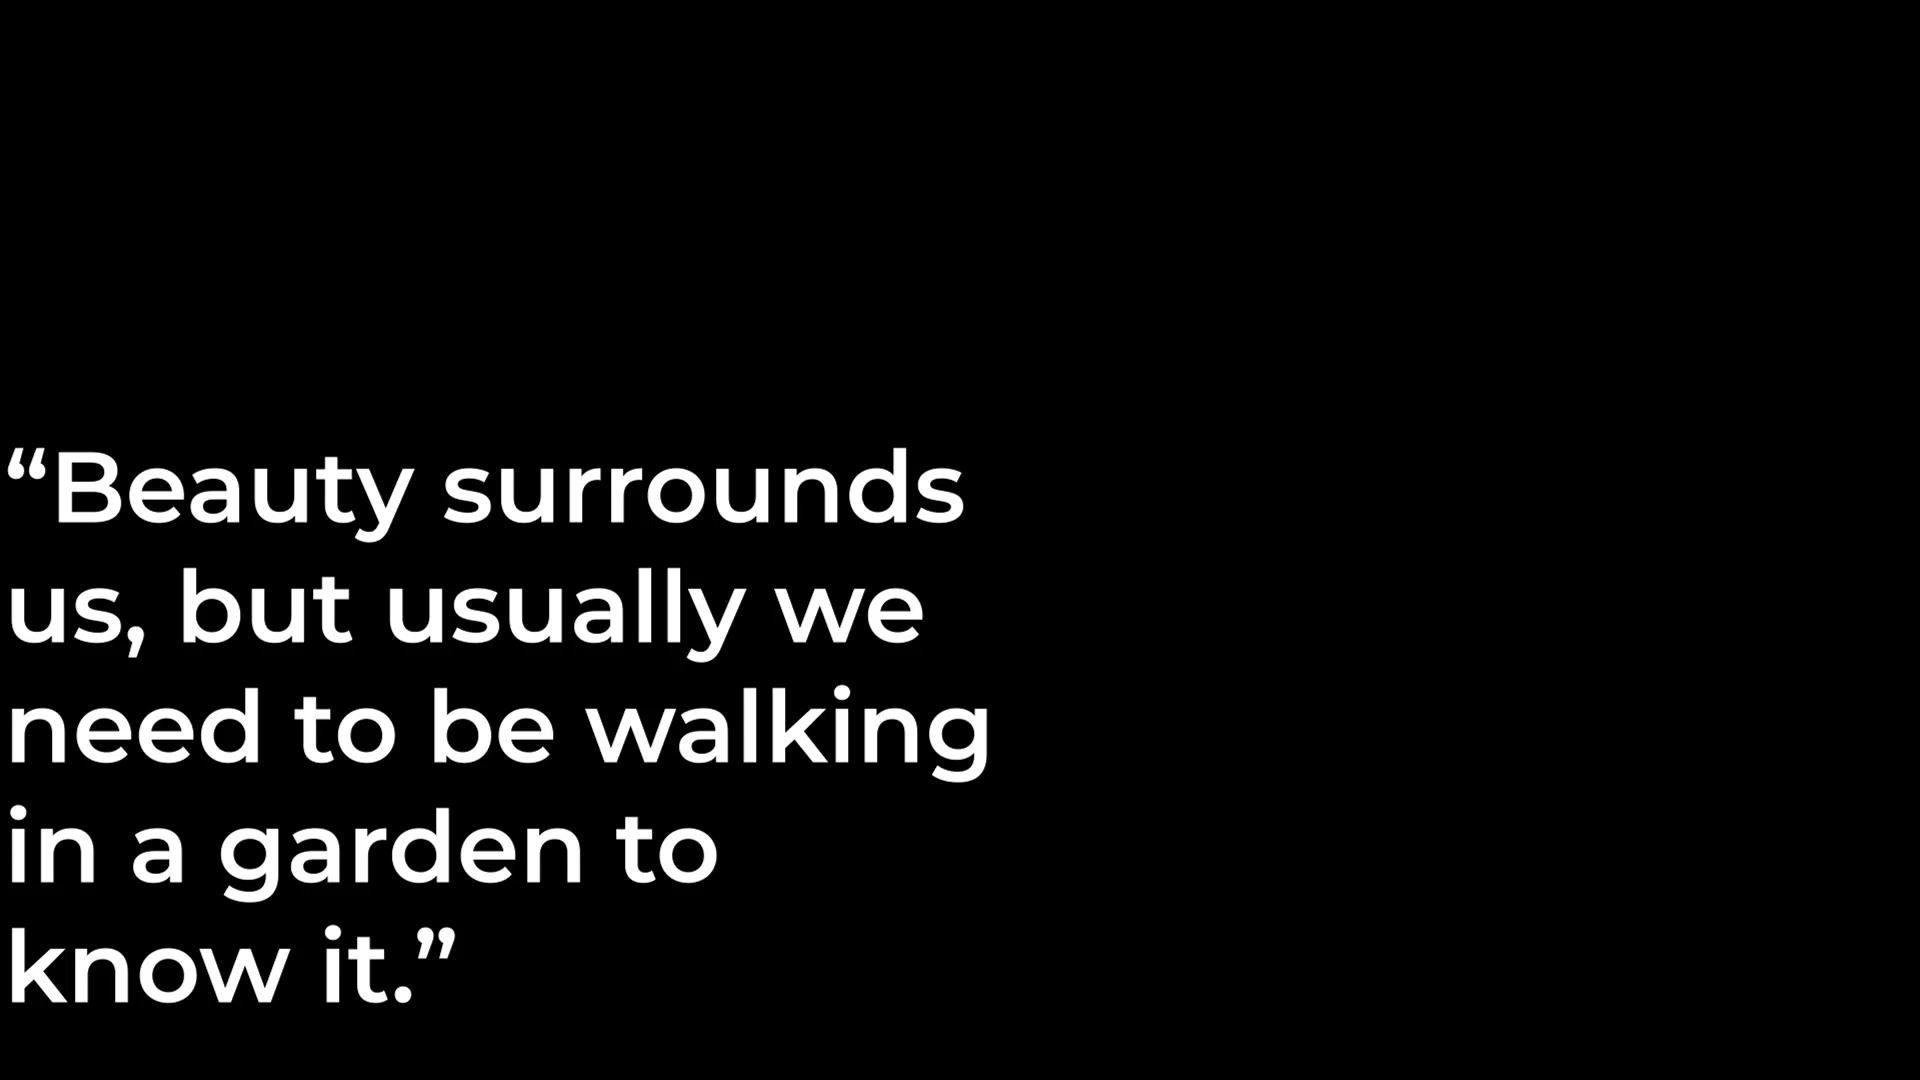 “Beauty surrounds
us, but usually we
need to be walking
in a garden to
know it.”